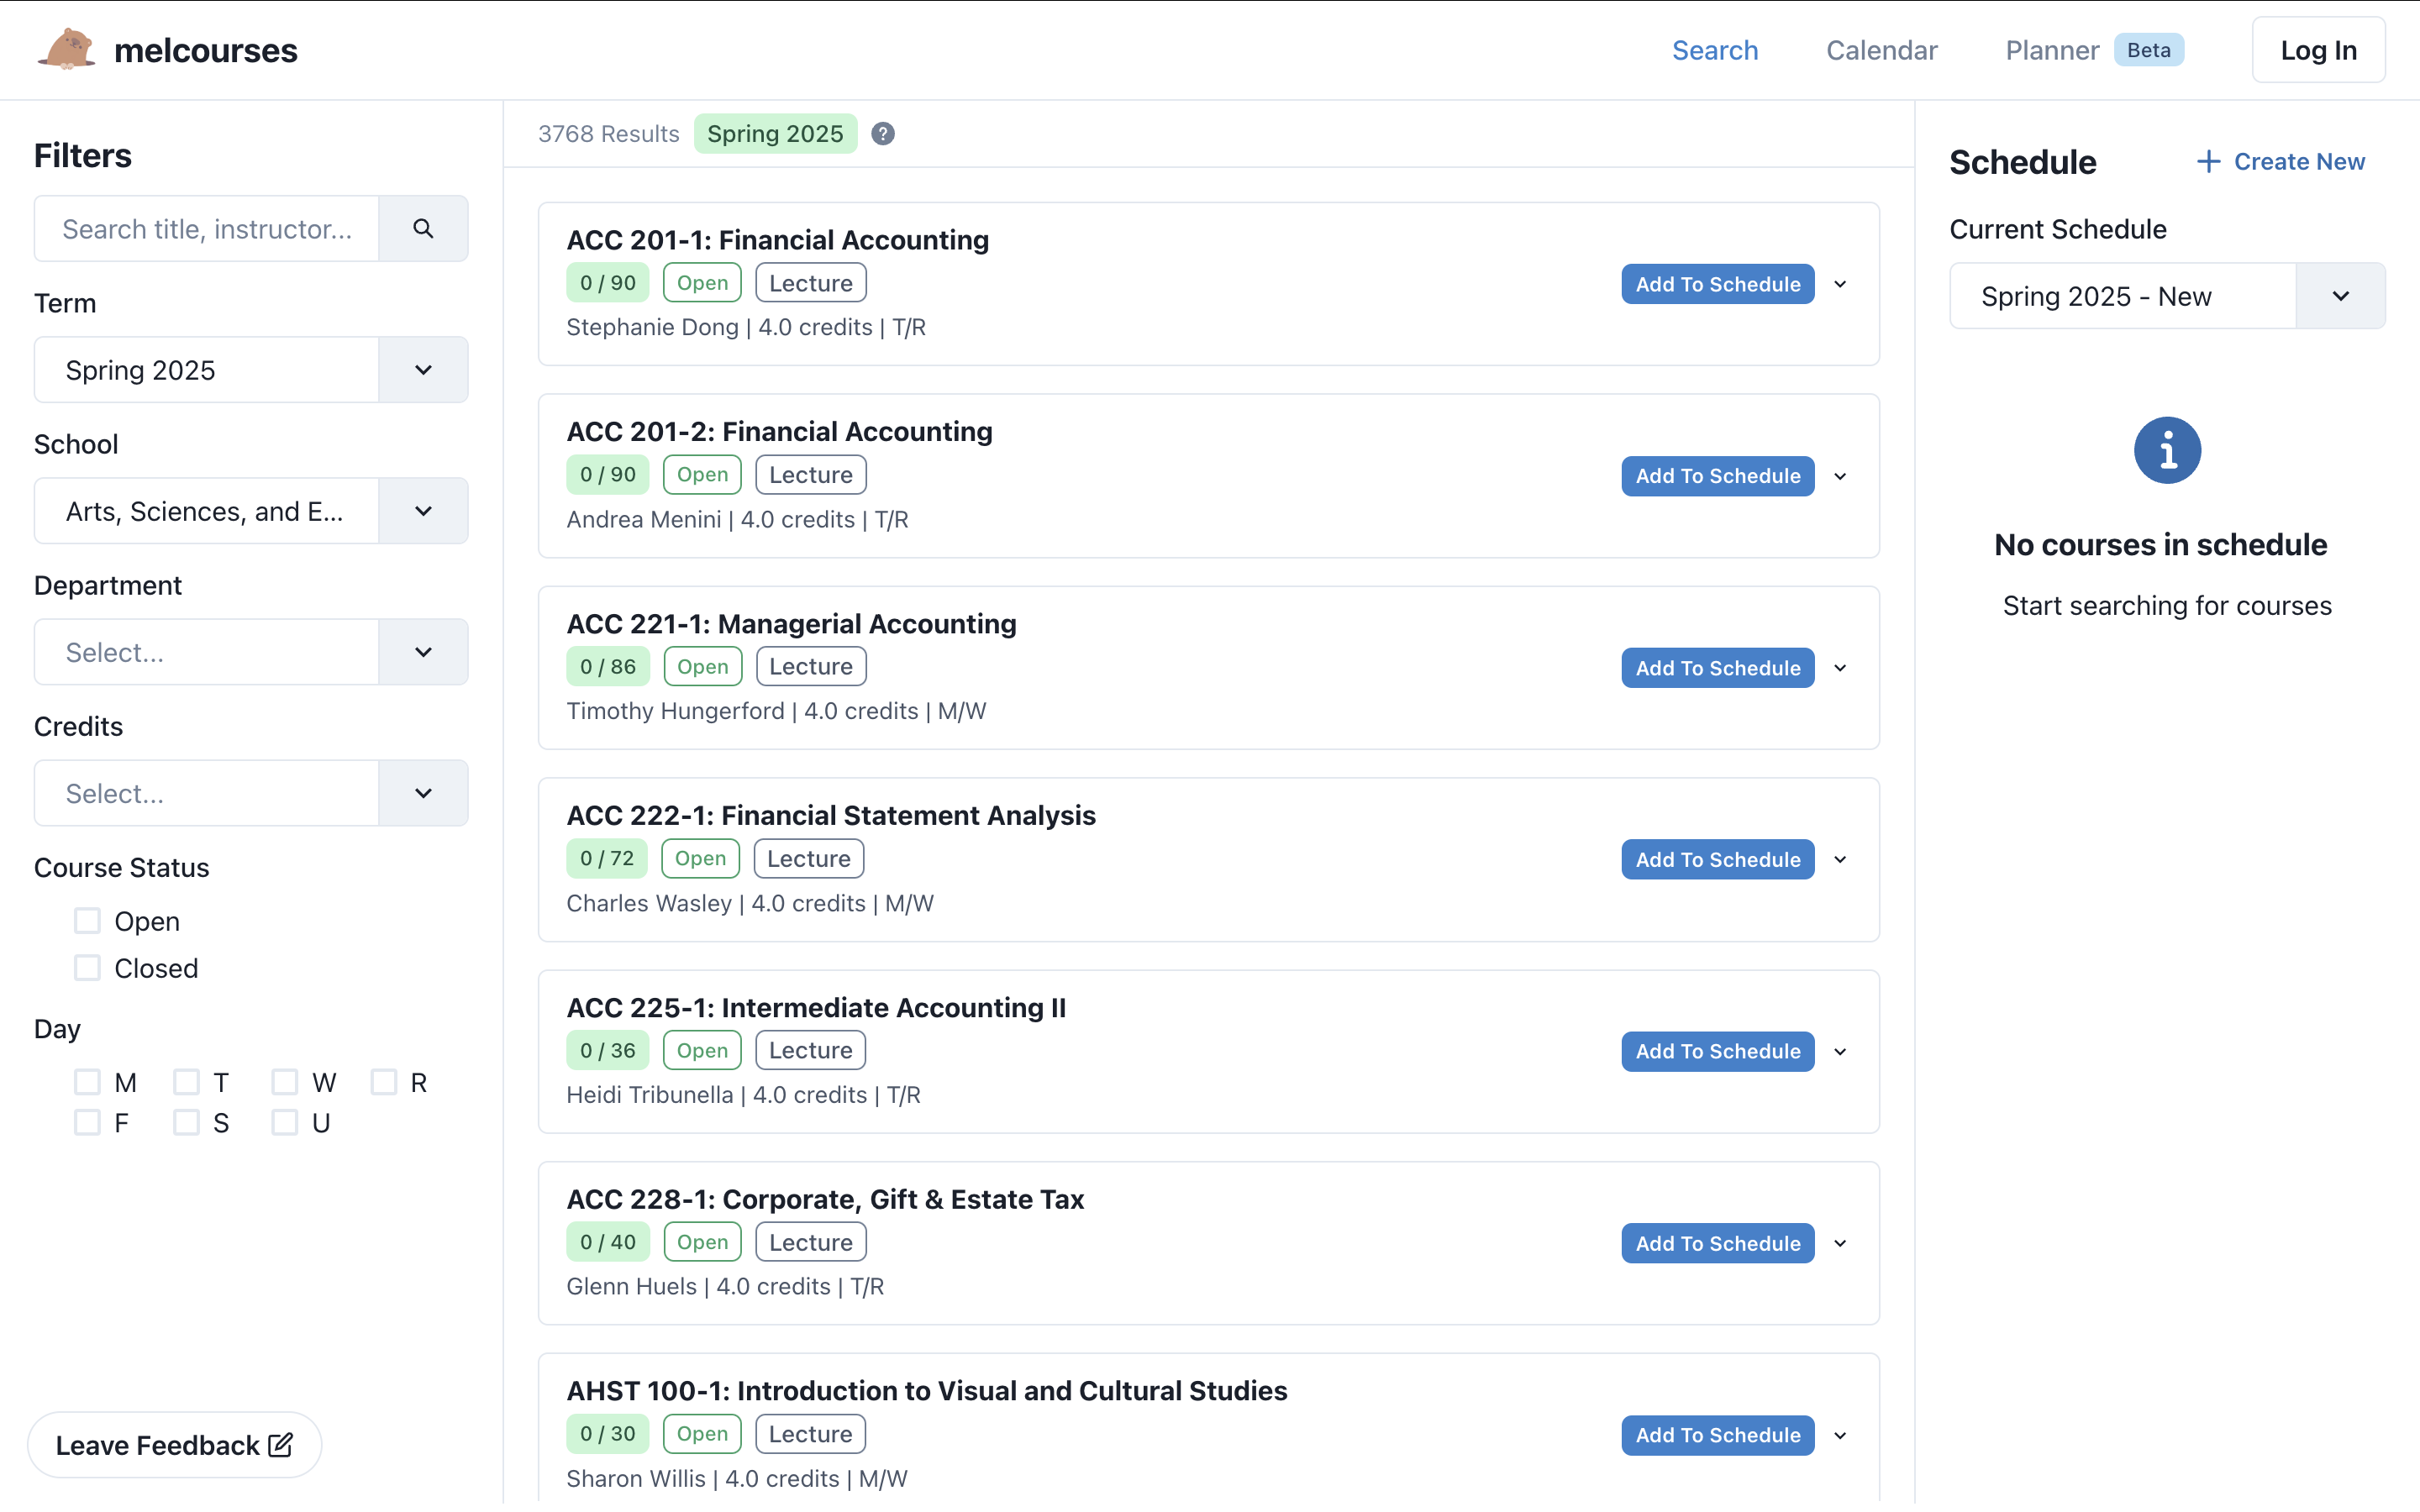 melcourses
Search
Calendar
Planner Beta
Log In
Filters
Search title, instructor...
Term
Spring 2025
School
Arts, Sciences, and E...
Department
Select...
Credits
Select...
Course Status
Open
Closed
Day
M T W R
F S U
Leave Feedback
3768 Results Spring 2025 ?
ACC 201-1: Financial Accounting
0 / 90 Open Lecture
Stephanie Dong | 4.0 credits | T/R
Add To Schedule
ACC 201-2: Financial Accounting
0 / 90 Open Lecture
Andrea Menini | 4.0 credits | T/R
Add To Schedule
ACC 221-1: Managerial Accounting
0 / 86 Open Lecture
Timothy Hungerford | 4.0 credits | M/W
Add To Schedule
ACC 222-1: Financial Statement Analysis
0 / 72 Open Lecture
Charles Wasley | 4.0 credits | M/W
Add To Schedule
ACC 225-1: Intermediate Accounting II
0 / 36 Open Lecture
Heidi Tribunella | 4.0 credits | T/R
Add To Schedule
ACC 228-1: Corporate, Gift & Estate Tax
0 / 40 Open Lecture
Glenn Huels | 4.0 credits | T/R
Add To Schedule
AHST 100-1: Introduction to Visual and Cultural Studies
0 / 30 Open Lecture
Sharon Willis | 4.0 credits | M/W
Add To Schedule
Schedule
+ Create New
Current Schedule
Spring 2025 - New
No courses in schedule
Start searching for courses